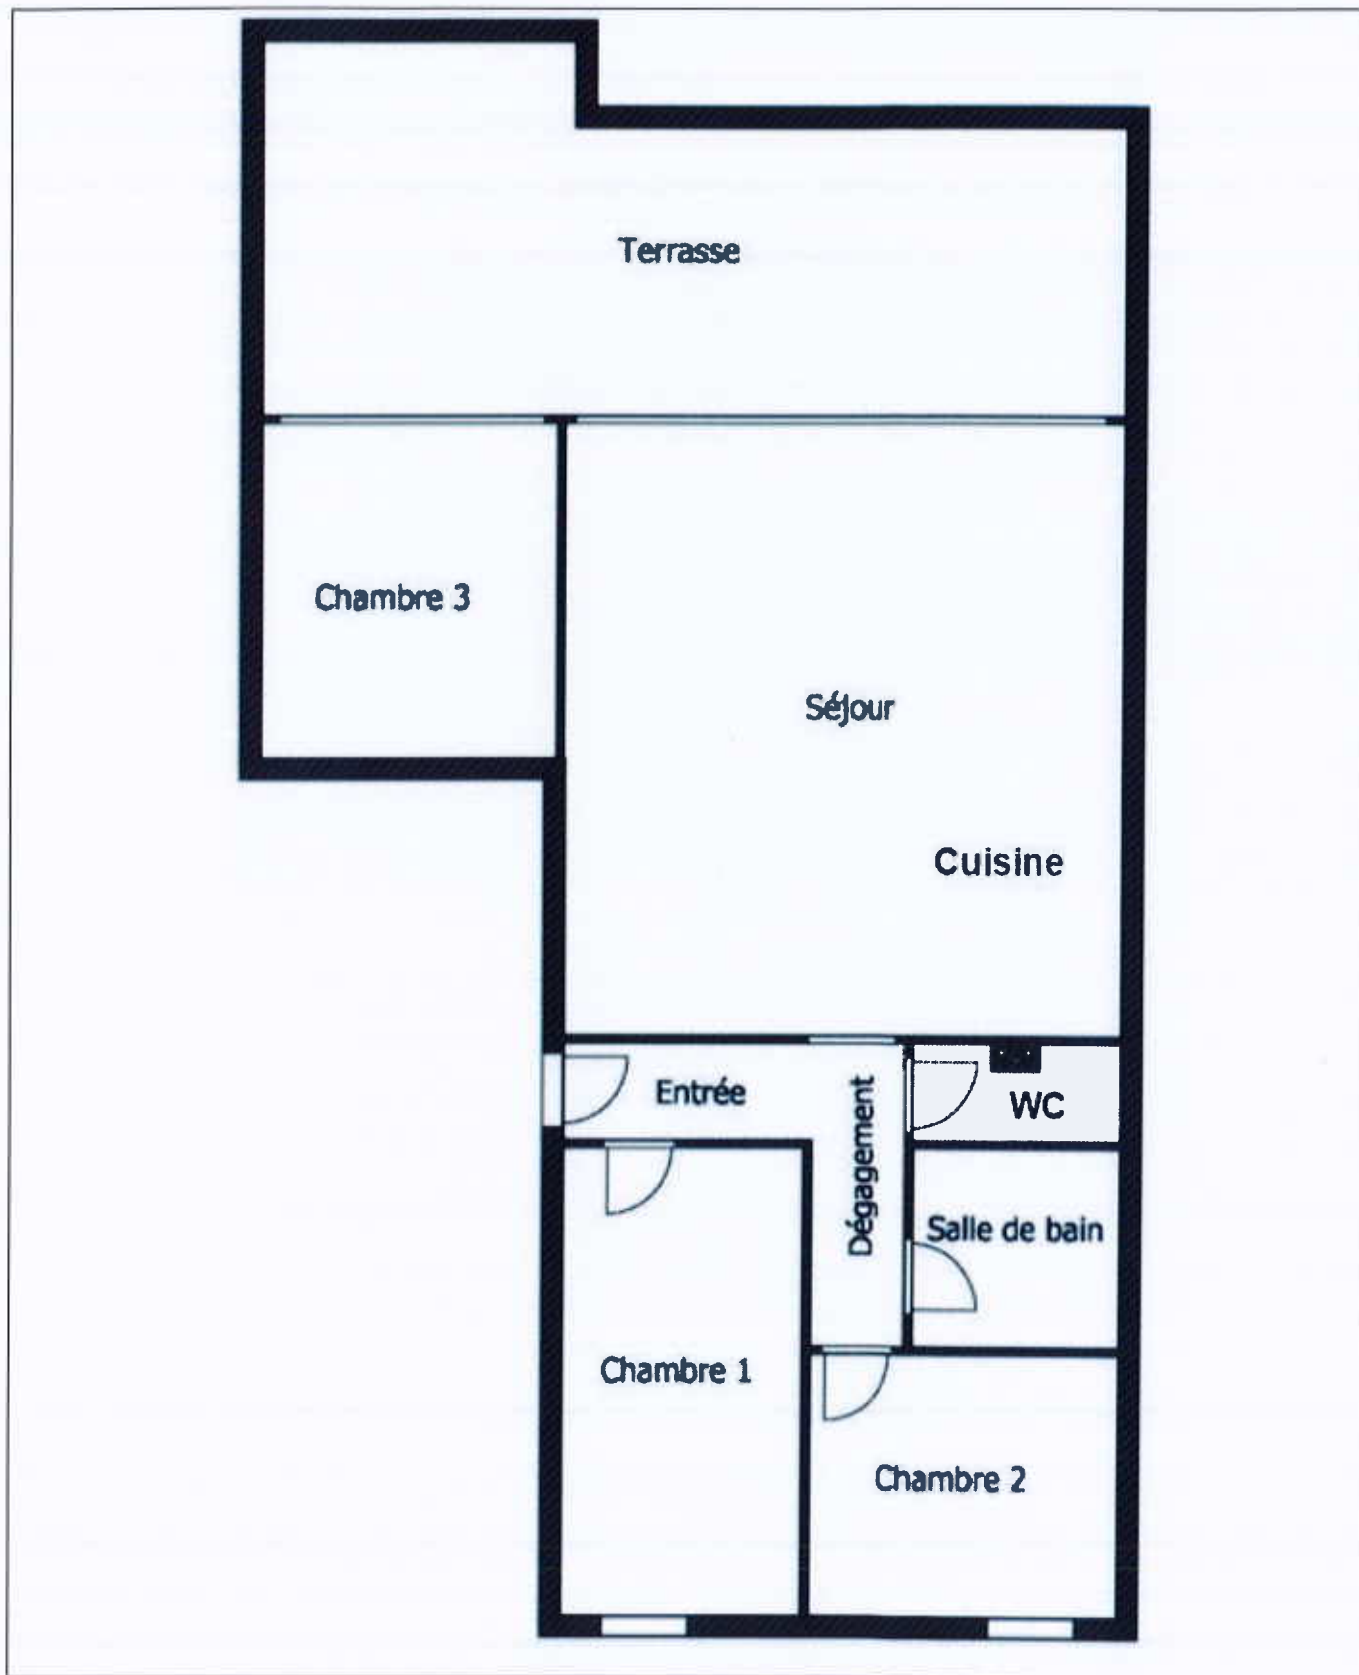 Terrasse
Chambre 3
Séjour
Cuisine
Entrée
Dégagement
WC
Salle de bain
Chambre 1
Chambre 2